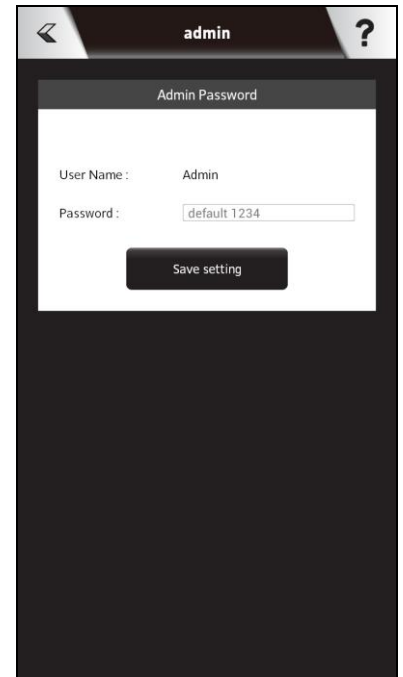 admin
?
Admin Password
User Name : Admin
Password : default 1234
Save setting